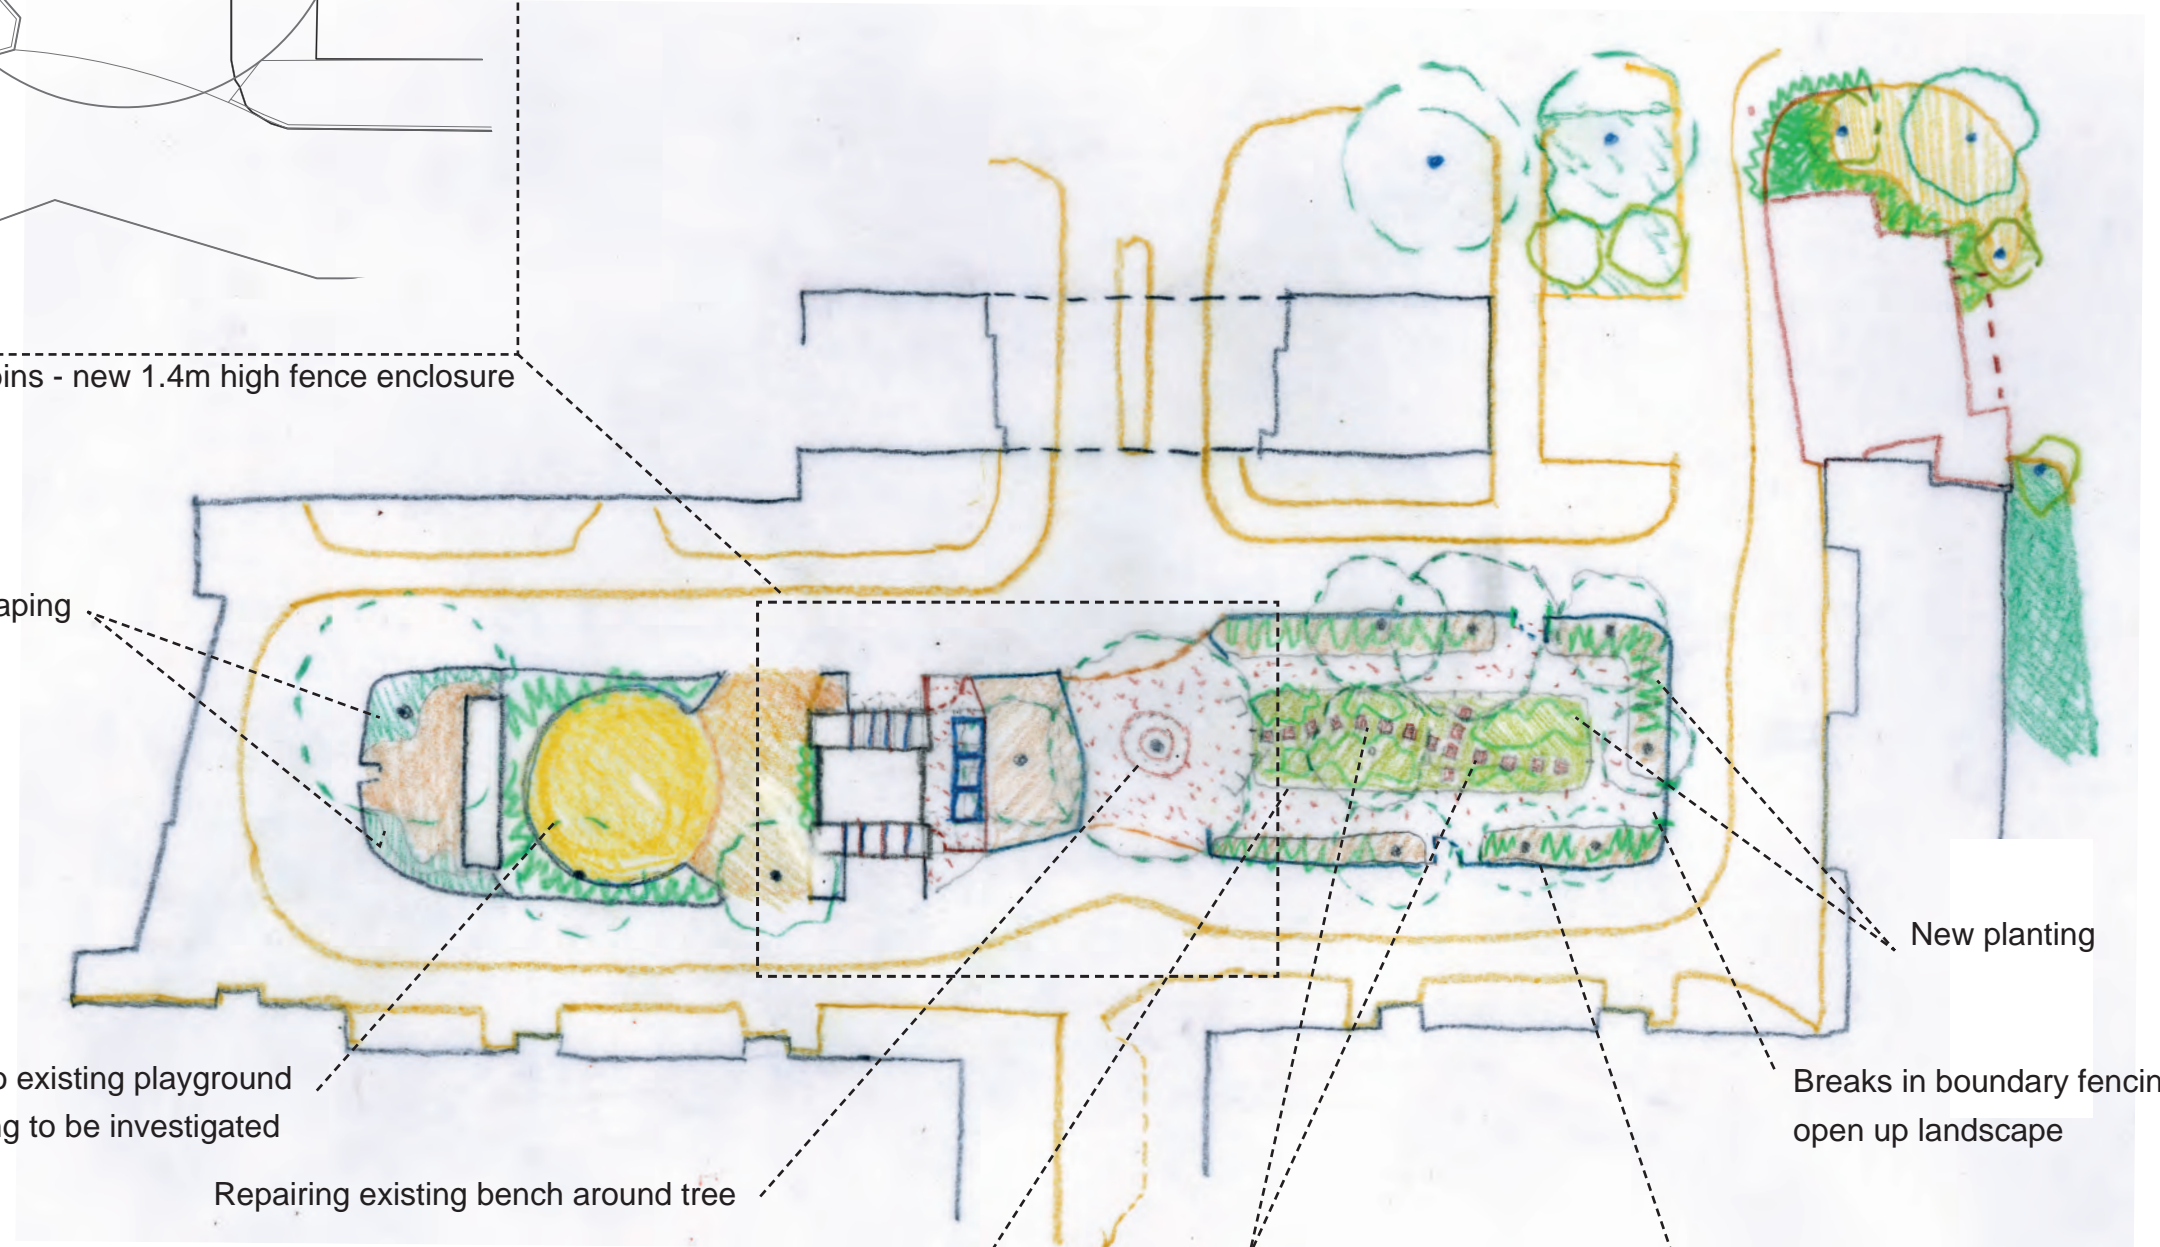 bins - new 1.4m high fence enclosure
aping
New planting
existing playground
Breaks in boundary fencin
g to be investigated
open up landscape
Repairing existing bench around tree